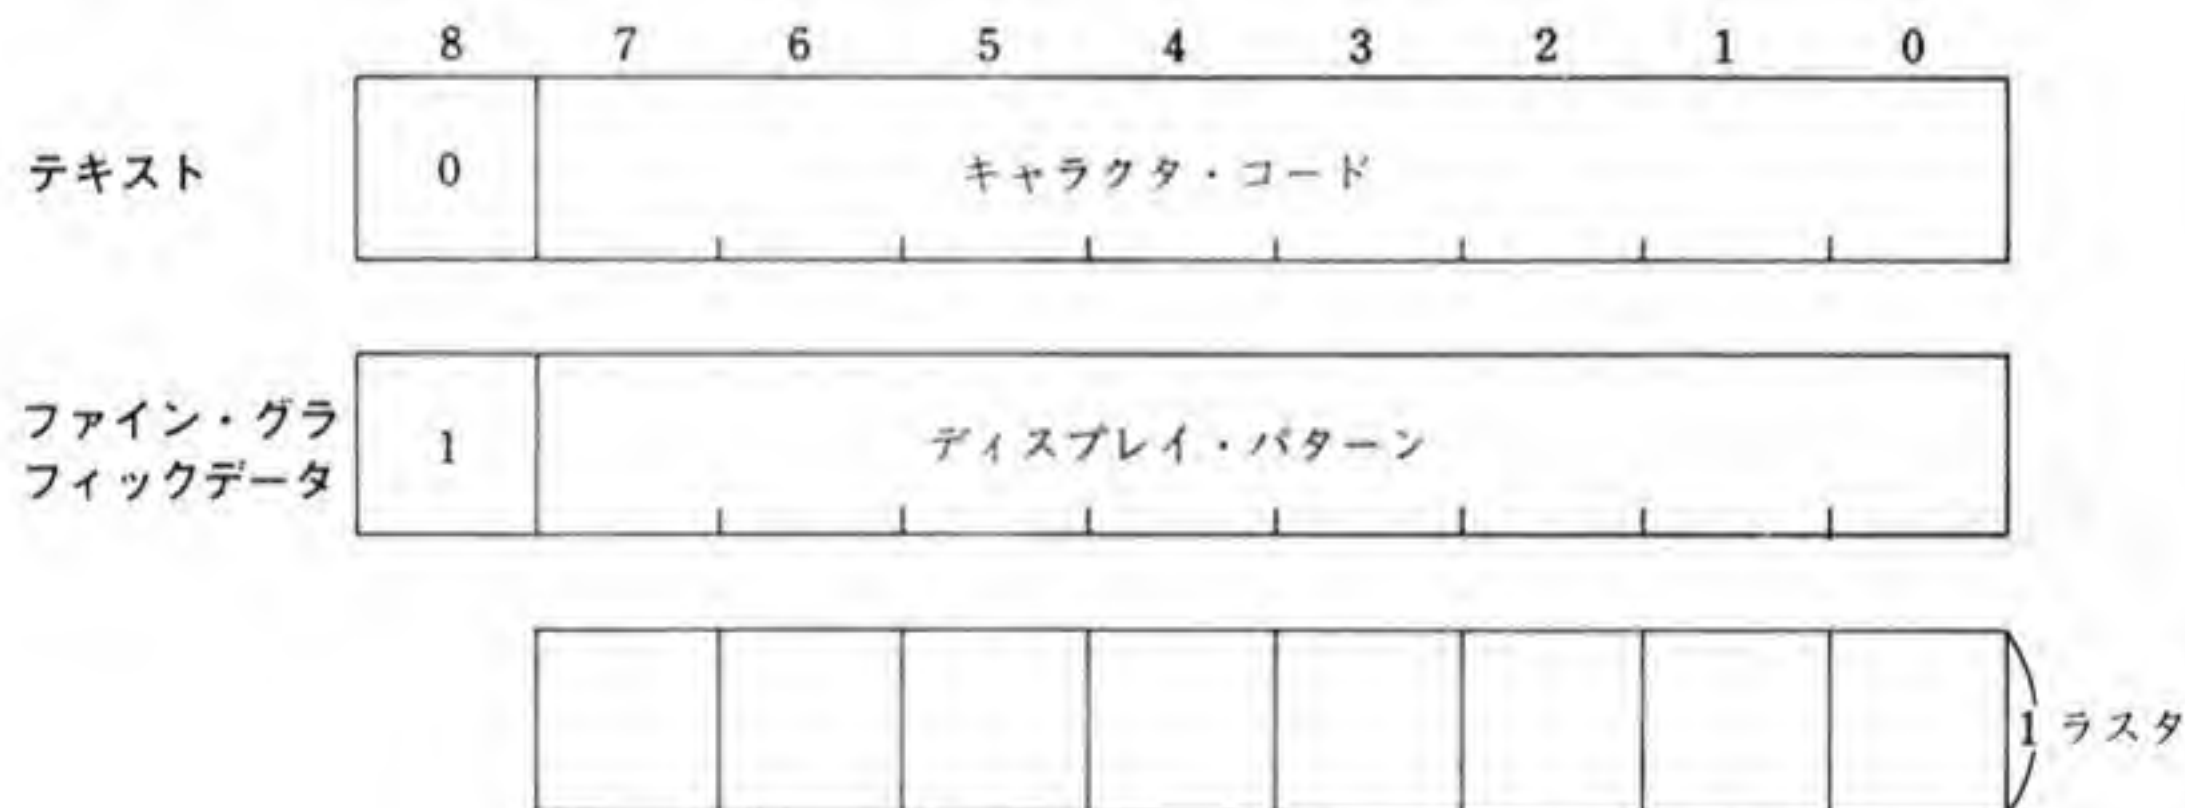 8 7 6 5 4 3 2 1 0
テキスト 0 キャラクタ・コード
ファイン・グラ
フィックデータ 1 ディスプレイ・パターン
1 ラスタ